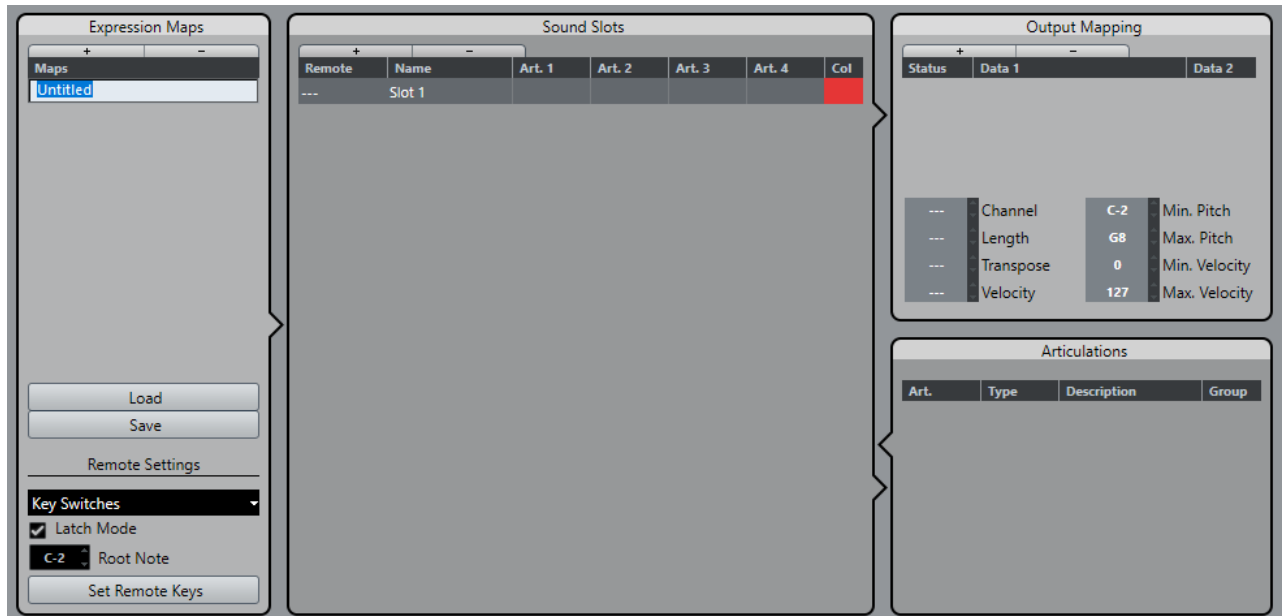 Expression Maps
+ −
Maps
Untitled
Load
Save
Remote Settings
Key Switches
Latch Mode
C-2 Root Note
Set Remote Keys
Sound Slots
+ −
Remote Name Art. 1 Art. 2 Art. 3 Art. 4 Col
--- Slot 1
Output Mapping
+ −
Status Data 1 Data 2
--- Channel C-2 Min. Pitch
--- Length G8 Max. Pitch
--- Transpose 0 Min. Velocity
--- Velocity 127 Max. Velocity
Articulations
Art. Type Description Group